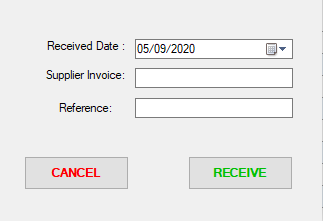 Received Date : 05/09/2020
Supplier Invoice:
Reference:
CANCEL RECEIVE